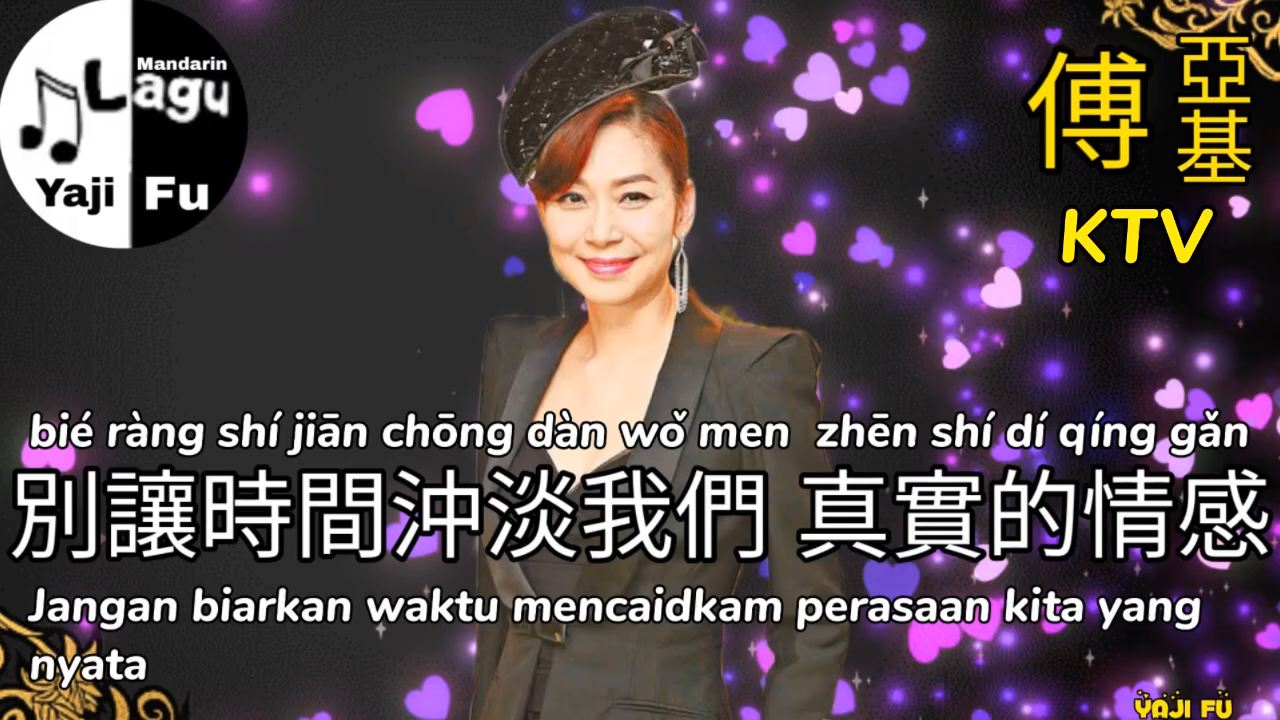 Mandarin
Lagu
Yaji Fu
傅亞基
KTV
bié ràng shí jiān chōng dàn wǒ men zhēn shí dí qíng gǎn
別讓時間沖淡我們 真實的情感
Jangan biarkan waktu mencaidkam perasaan kita yang
nyata
YAJI FU